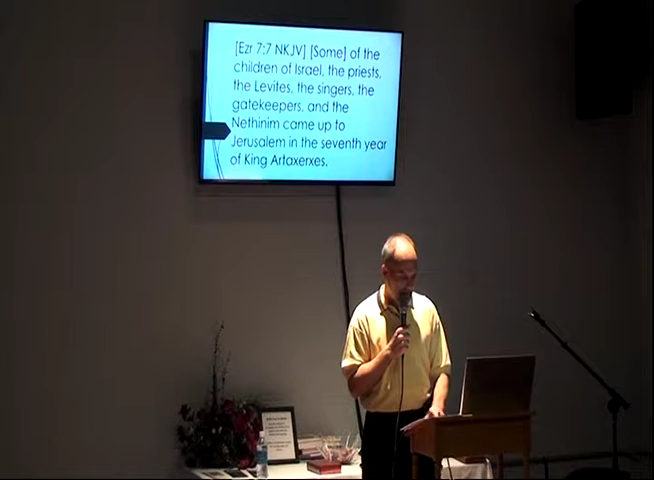 [Ezr 7:7 NKJV] [Some] of the
children of Israel, the priests,
the Levites, the singers, the
gatekeepers, and the
Nethinim came up to
Jerusalem in the seventh year
of King Artaxerxes.